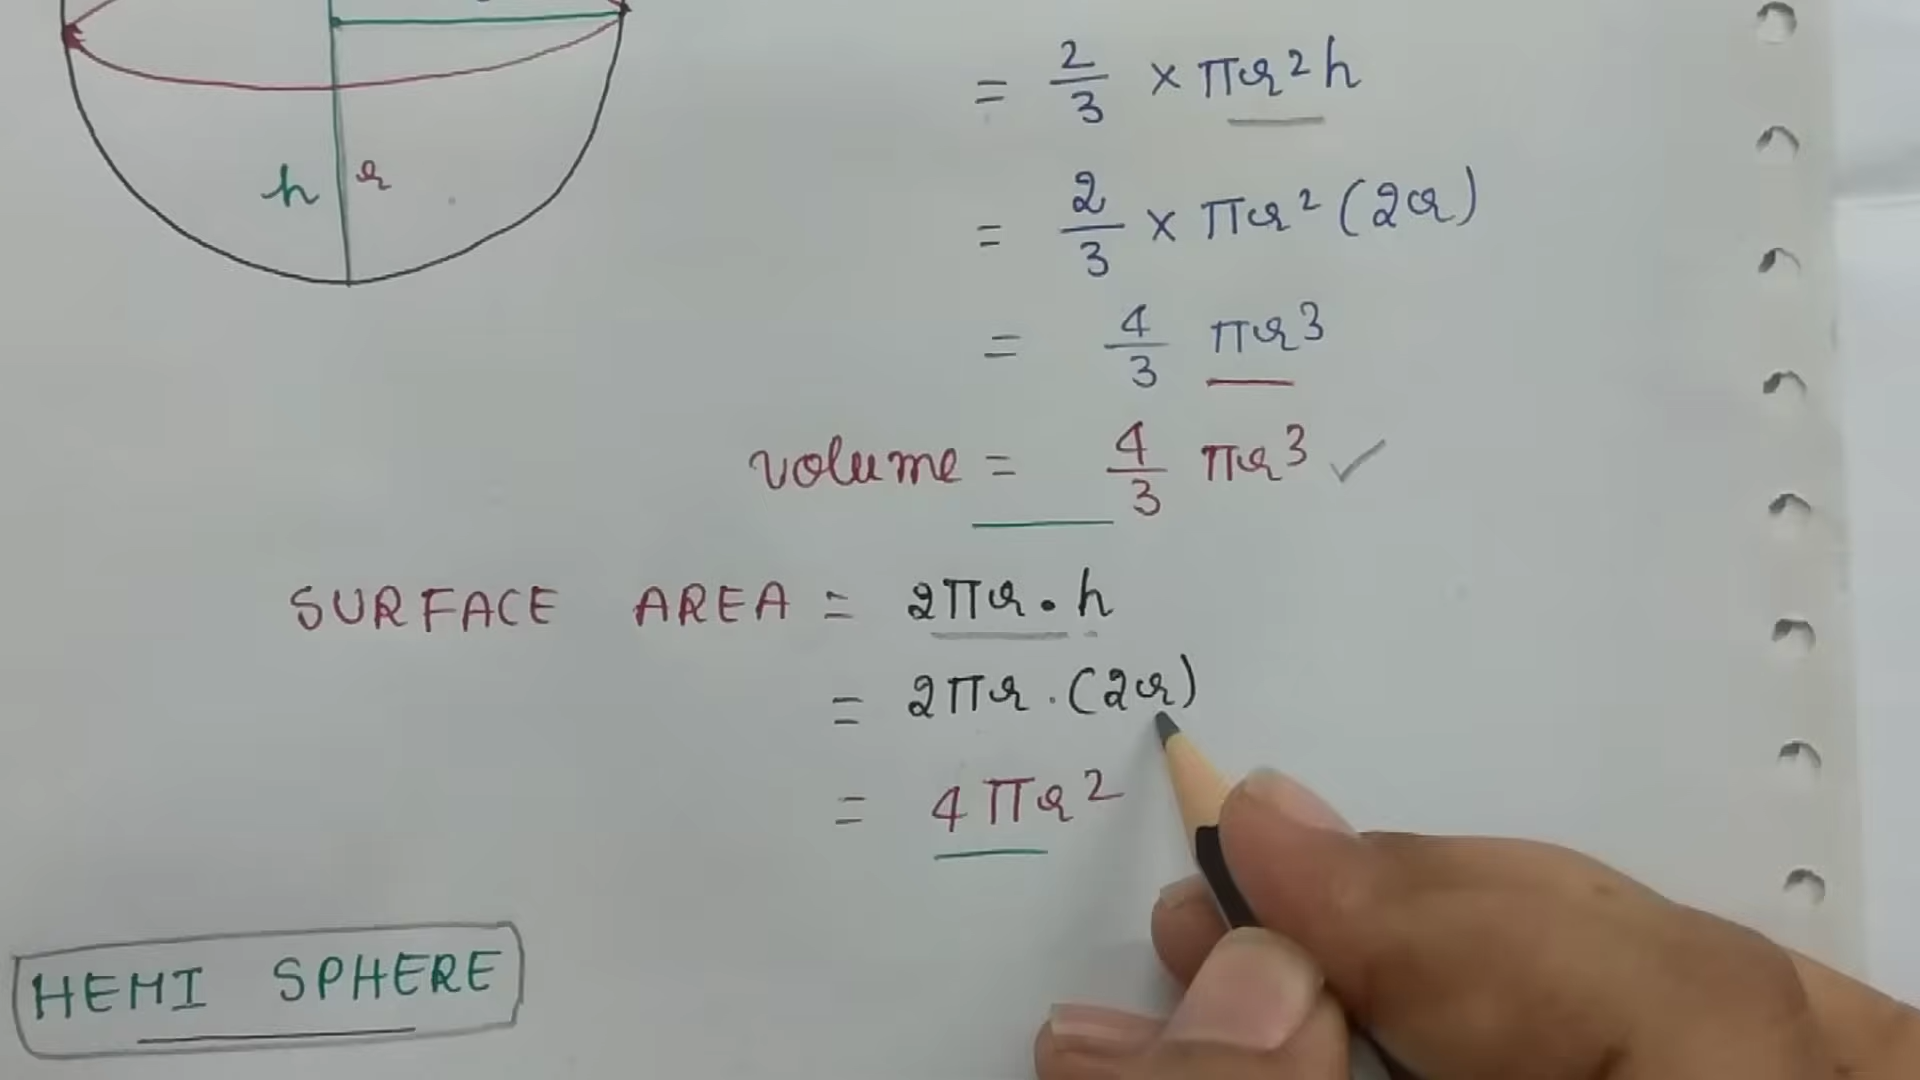 = 2/3 × πr²h
h r
= 2/3 × πr² (2r)
= 4/3 πr³
volume = 4/3 πr³ ✓
SURFACE AREA = 2πr . h
= 2πr . (2r)
= 4πr²
HEMI SPHERE